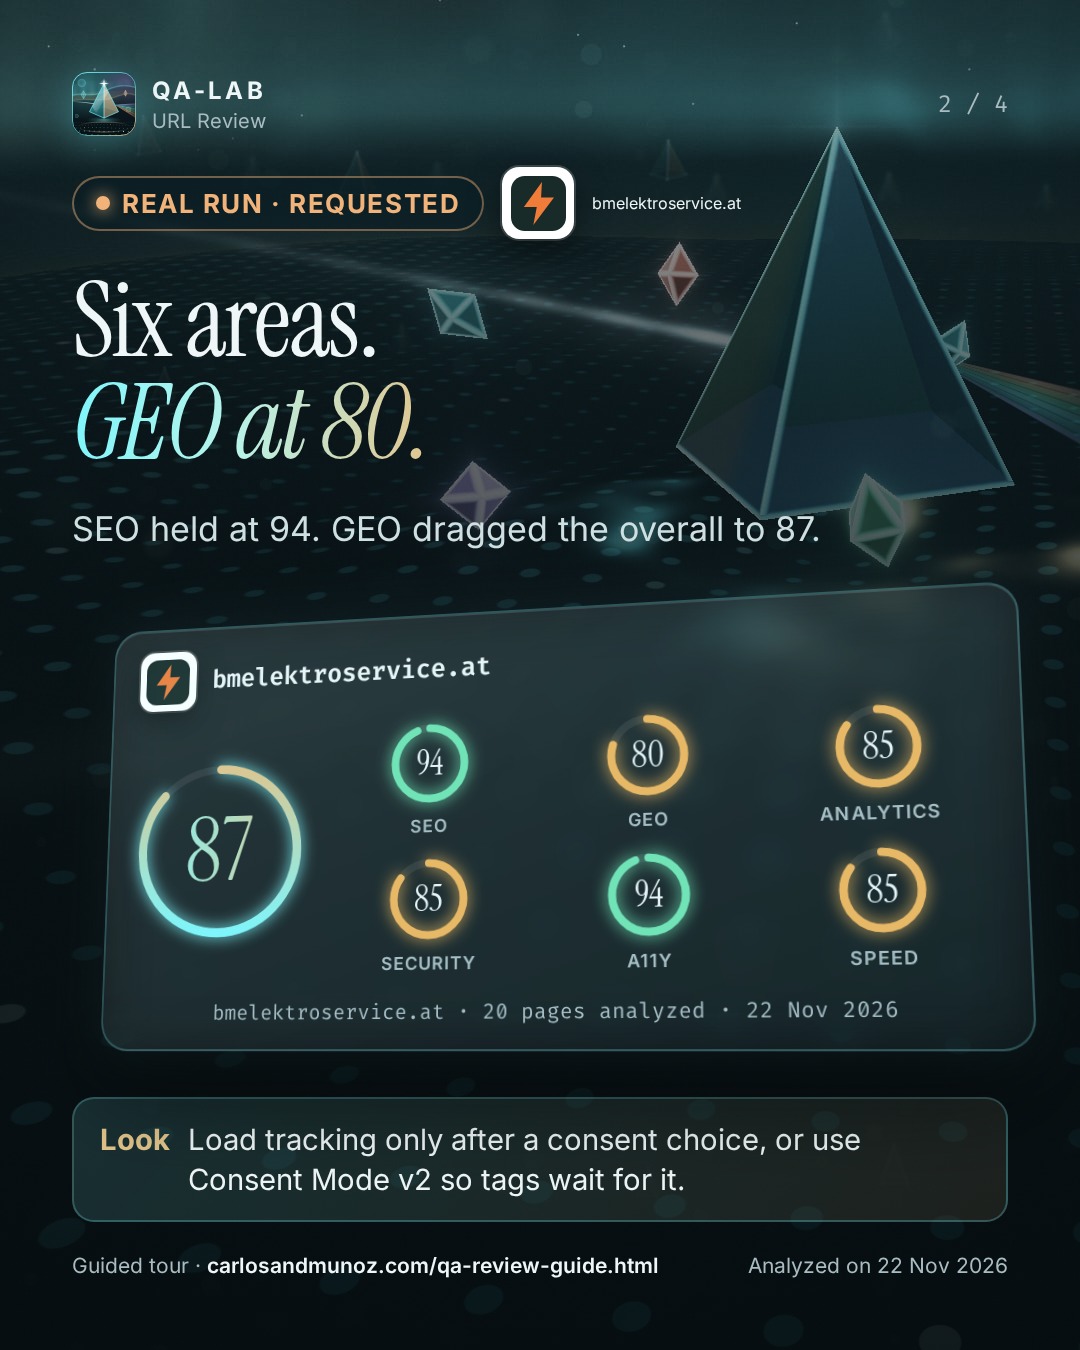 QA-LAB
URL Review
2 / 4
REAL RUN · REQUESTED
bmelektroservice.at
Six areas.
GEO at 80.
SEO held at 94. GEO dragged the overall to 87.
bmelektroservice.at
87
94
SEO
80
GEO
85
ANALYTICS
85
SECURITY
94
A11Y
85
SPEED
bmelektroservice.at · 20 pages analyzed · 22 Nov 2026
Look Load tracking only after a consent choice, or use
Consent Mode v2 so tags wait for it.
Guided tour · carlosandmunoz.com/qa-review-guide.html
Analyzed on 22 Nov 2026